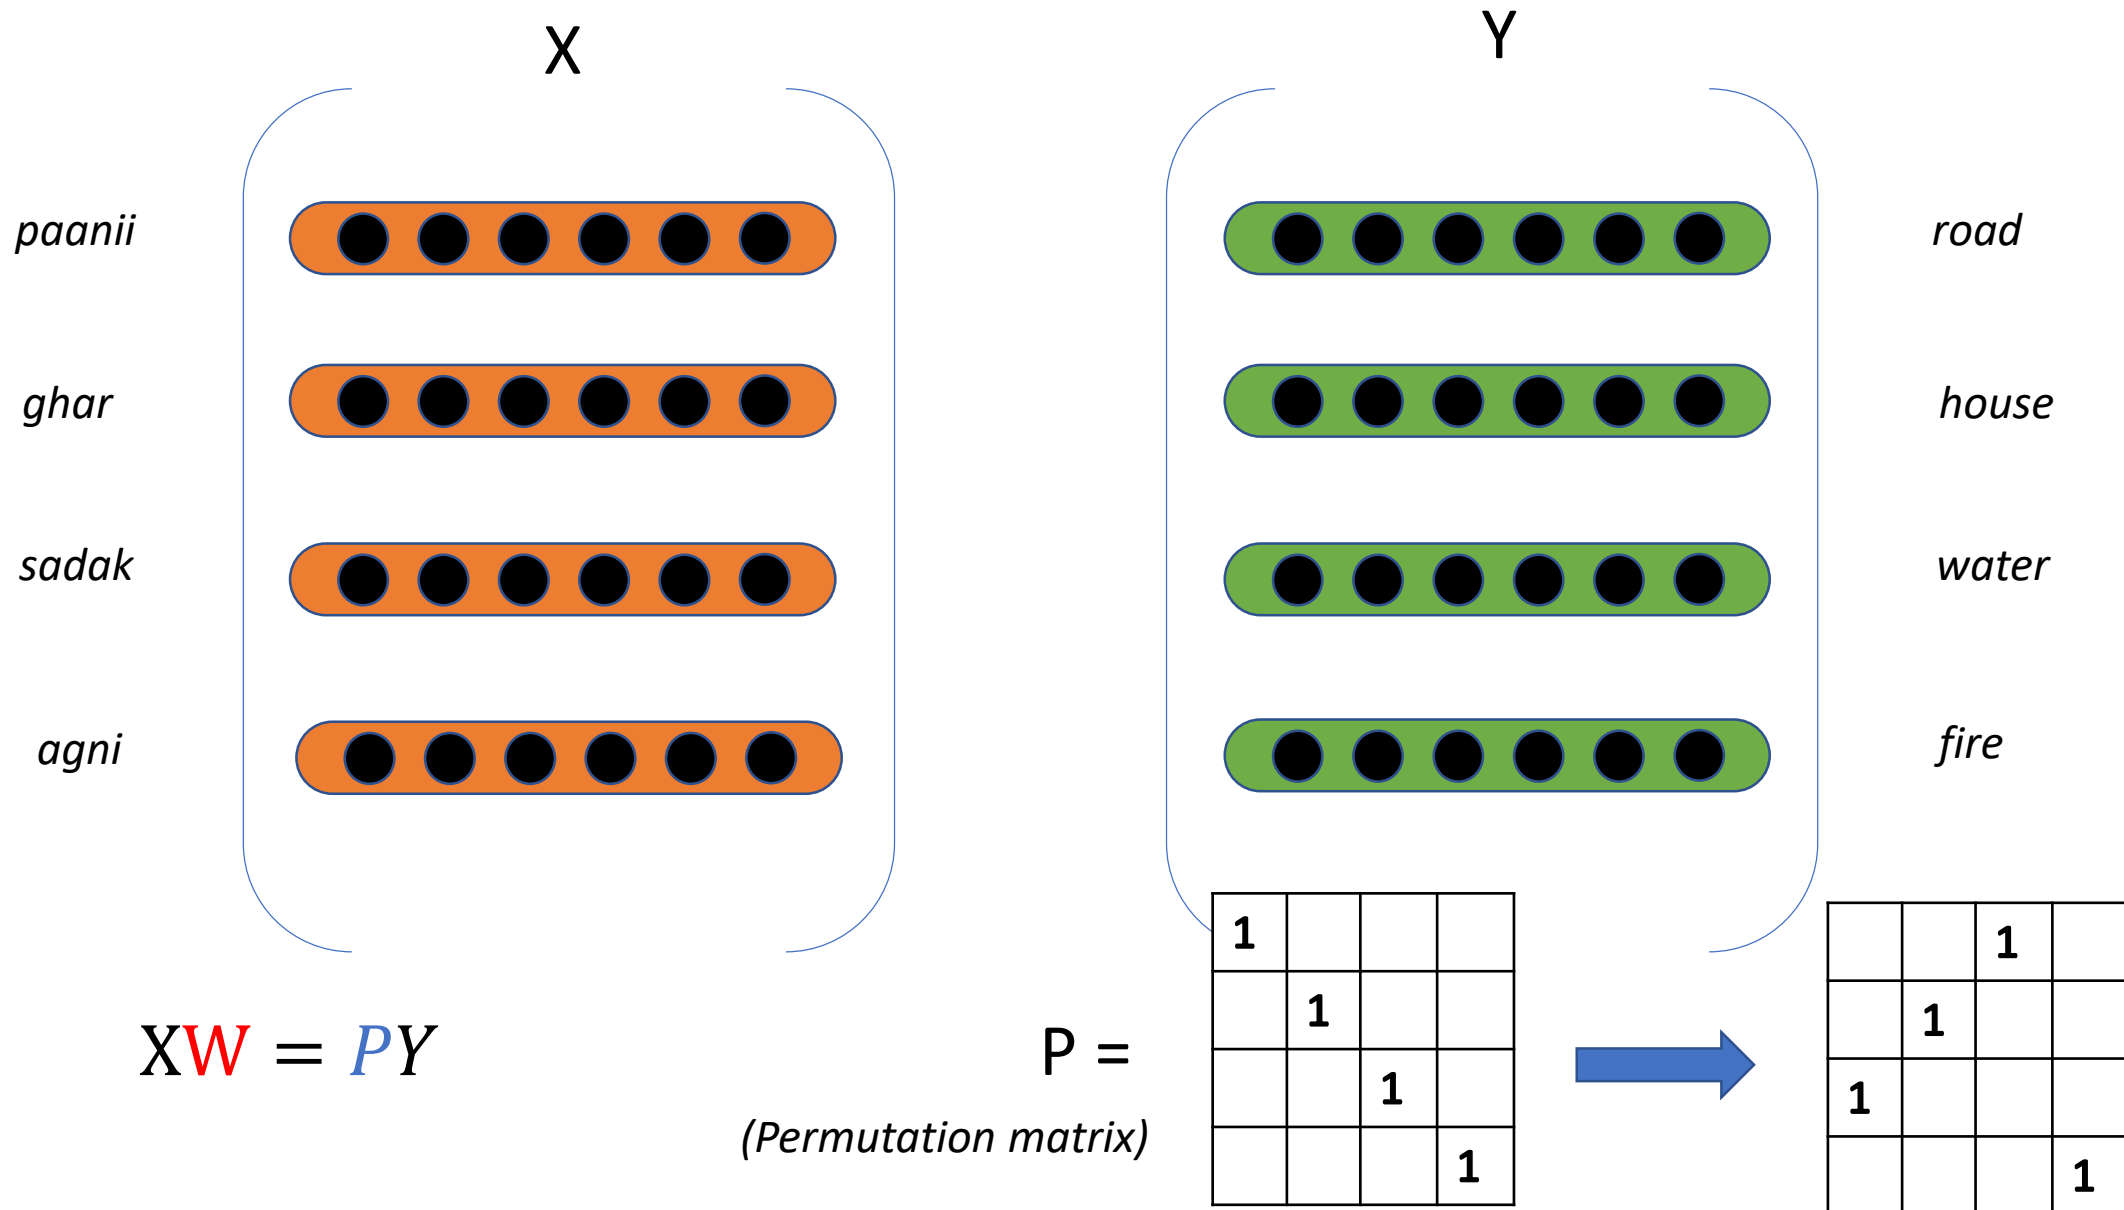 X
Y
paanii
road
ghar
house
sadak
water
agni
fire
XW = PY
P =
(Permutation matrix)
1
1
1
1
1
1
1
1